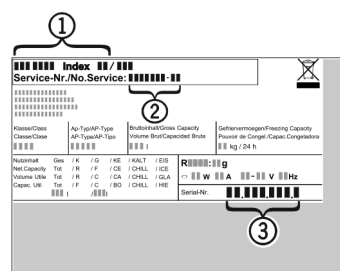 1
Index /
Service-Nr./No.Service: -
2
Klasse/Class
Classe/Clase
Ap-Typ/AP-Type
AP-Type/AP-Tipo
Bruttoinhalt/Gross Capacity
Volume Brut/Capacidad Bruta
l
Gefriervermoegen/Freezing Capacity
Pouvoir de Congel./Capac.Congeladora
kg / 24 h
Nutzinhalt Ges / K / G / KE / KALT / EIS
Net.Capacity Tot / R / F / CE / CHILL / ICE
Volume Utile Tot / R / C / CA / CHILL / GLA
Capac. Util Tot / F / C / BO / CHILL / HIE
l / l
R : g
W A - V Hz
Serial-Nr. . .
3